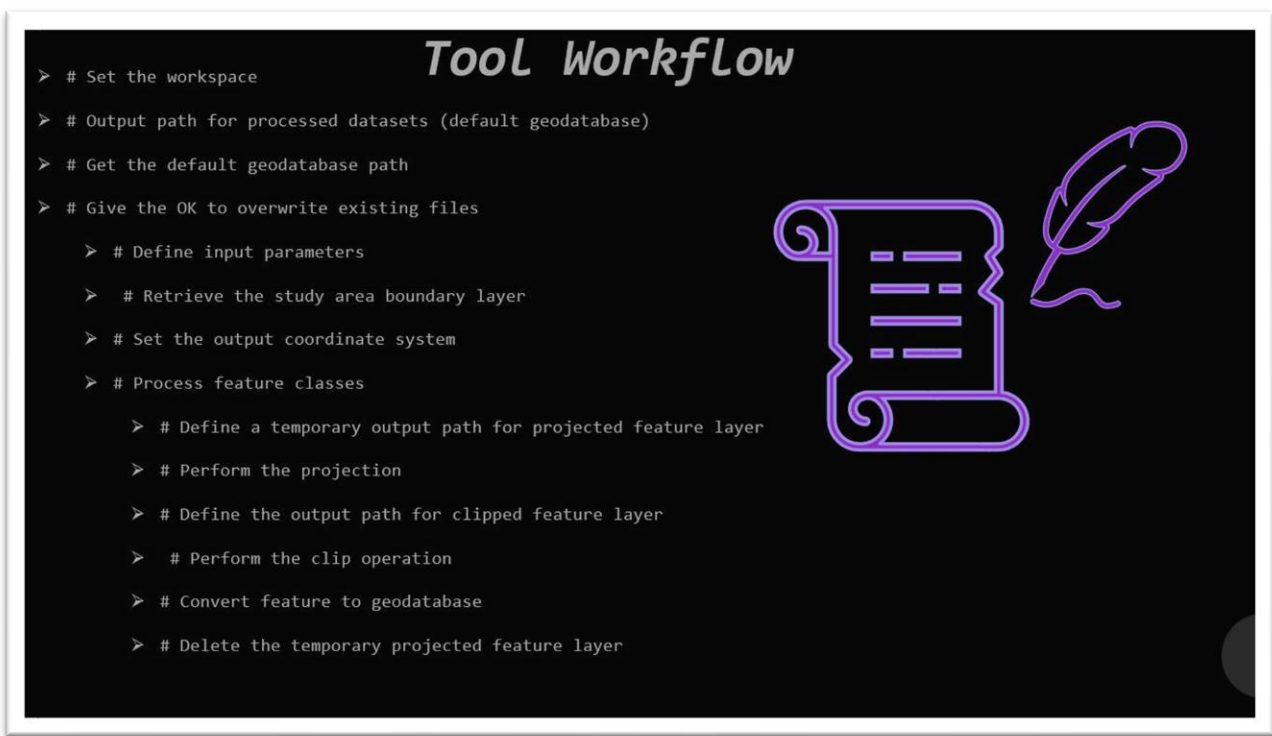 Tool Workflow
➢ # Set the workspace
➢ # Output path for processed datasets (default geodatabase)
➢ # Get the default geodatabase path
➢ # Give the OK to overwrite existing files
➢ # Define input parameters
➢ # Retrieve the study area boundary layer
➢ # Set the output coordinate system
➢ # Process feature classes
➢ # Define a temporary output path for projected feature layer
➢ # Perform the projection
➢ # Define the output path for clipped feature layer
➢ # Perform the clip operation
➢ # Convert feature to geodatabase
➢ # Delete the temporary projected feature layer